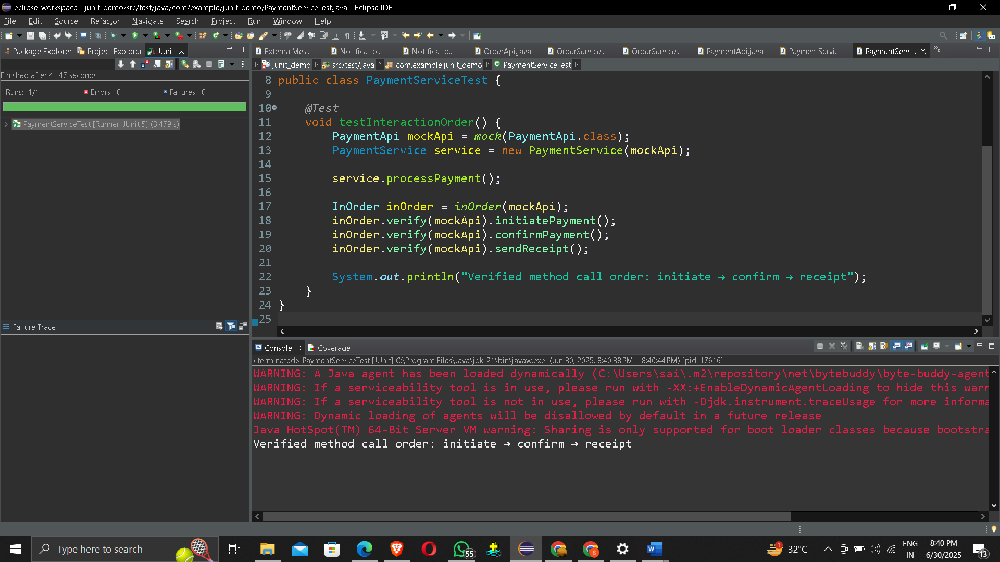 eclipse-workspace - junit_demo/src/test/java/com/example/junit_demo/PaymentServiceTest.java - Eclipse IDE
File Edit Source Refactor Navigate Search Project Run Window Help
Package Explorer Project Explorer JUnit
ExternalMes... Notificatio... Notificatio... OrderApi.java OrderService... OrderService... PaymentApi.java PaymentServi... PaymentServi... 5
junit_demo src/test/java com.example.junit_demo PaymentServiceTest
Finished after 4.147 seconds
Runs: 1/1 Errors: 0 Failures: 0
PaymentServiceTest [Runner: JUnit 5] (3.479 s)
Failure Trace
8 public class PaymentServiceTest {
9
10 @Test
11 void testInteractionOrder() {
12 PaymentApi mockApi = mock(PaymentApi.class);
13 PaymentService service = new PaymentService(mockApi);
14
15 service.processPayment();
16
17 InOrder inOrder = inOrder(mockApi);
18 inOrder.verify(mockApi).initiatePayment();
19 inOrder.verify(mockApi).confirmPayment();
20 inOrder.verify(mockApi).sendReceipt();
21
22 System.out.println("Verified method call order: initiate → confirm → receipt");
23 }
24 }
25
Console Coverage
<terminated> PaymentServiceTest [JUnit] C:\Program Files\Java\jdk-21\bin\javaw.exe (Jun 30, 2025, 8:40:38 PM – 8:40:44 PM) [pid: 17616]
WARNING: A Java agent has been loaded dynamically (C:\Users\sai\.m2\repository\net\bytebuddy\byte-buddy-agent
WARNING: If a serviceability tool is in use, please run with -XX:+EnableDynamicAgentLoading to hide this warn
WARNING: If a serviceability tool is not in use, please run with -Djdk.instrument.traceUsage for more informa
WARNING: Dynamic loading of agents will be disallowed by default in a future release
Java HotSpot(TM) 64-Bit Server VM warning: Sharing is only supported for boot loader classes because bootstra
Verified method call order: initiate → confirm → receipt
Type here to search
55
1
32°C
ENG
IN
8:40 PM
6/30/2025
13